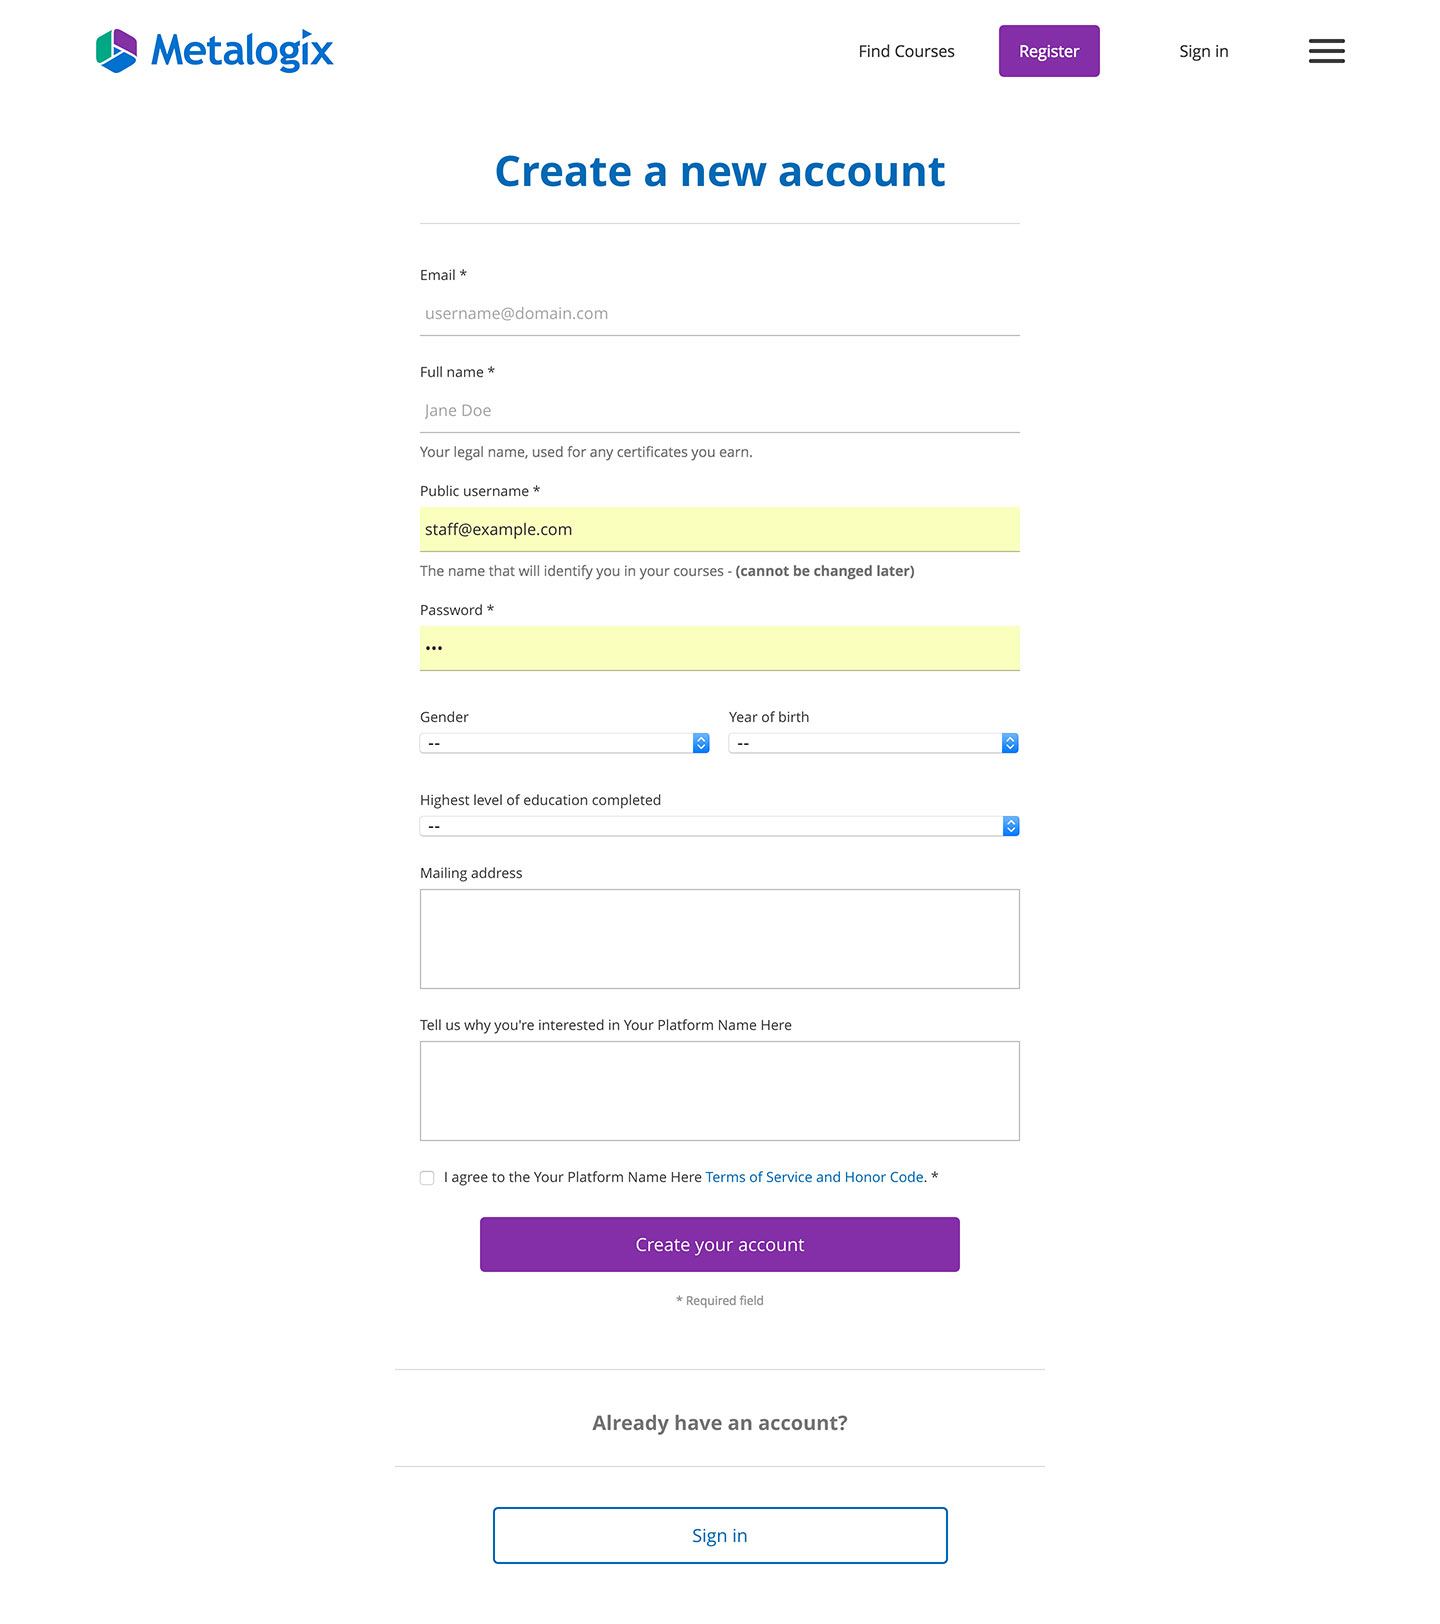 Metalogix
Find Courses
Register
Sign in
Create a new account
Email *
username@domain.com
Full name *
Jane Doe
Your legal name, used for any certificates you earn.
Public username *
staff@example.com
The name that will identify you in your courses - (cannot be changed later)
Password *
•••
Gender
Year of birth
--
--
Highest level of education completed
--
Mailing address
Tell us why you're interested in Your Platform Name Here
I agree to the Your Platform Name Here Terms of Service and Honor Code. *
Create your account
* Required field
Already have an account?
Sign in